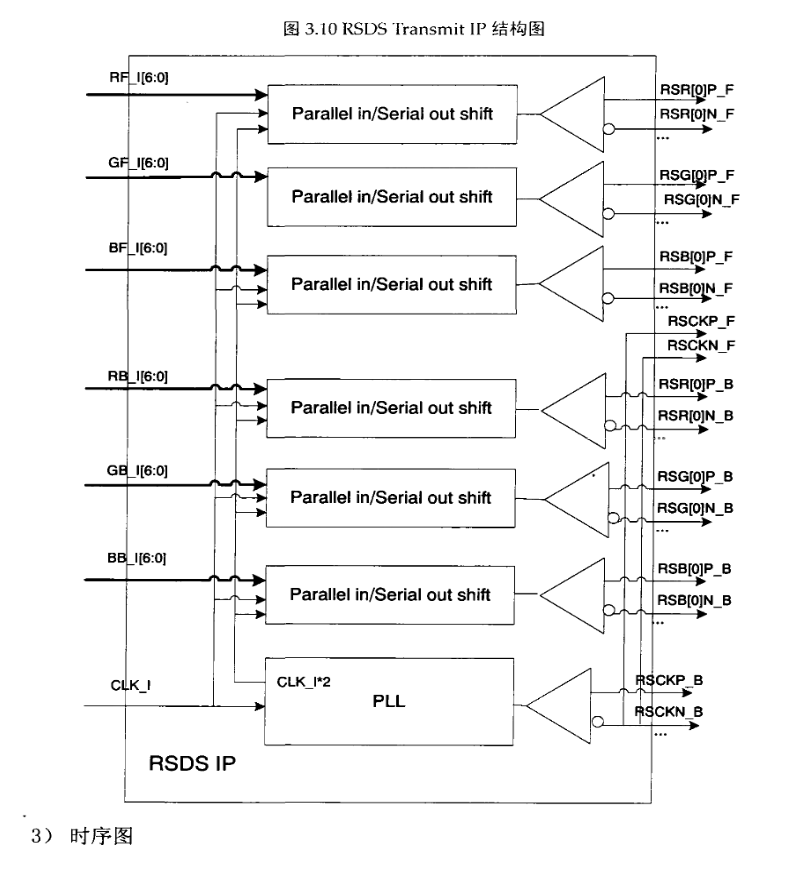 图 3.10 RSDS Transmit IP 结构图
RF_I[6:0]
Parallel in/Serial out shift
RSR[0]P_F
RSR[0]N_F
...
GF_I[6:0]
Parallel in/Serial out shift
RSG[0]P_F
RSG[0]N_F
...
BF_I[6:0]
Parallel in/Serial out shift
RSB[0]P_F
RSB[0]N_F
...
RSCKP_F
RSCKN_F
RB_I[6:0]
Parallel in/Serial out shift
RSR[0]P_B
RSR[0]N_B
...
GB_I[6:0]
Parallel in/Serial out shift
RSG[0]P_B
RSG[0]N_B
...
BB_I[6:0]
Parallel in/Serial out shift
RSB[0]P_B
RSB[0]N_B
...
CLK_I
CLK_I*2
PLL
RSCKP_B
RSCKN_B
...
RSDS IP
3） 时序图